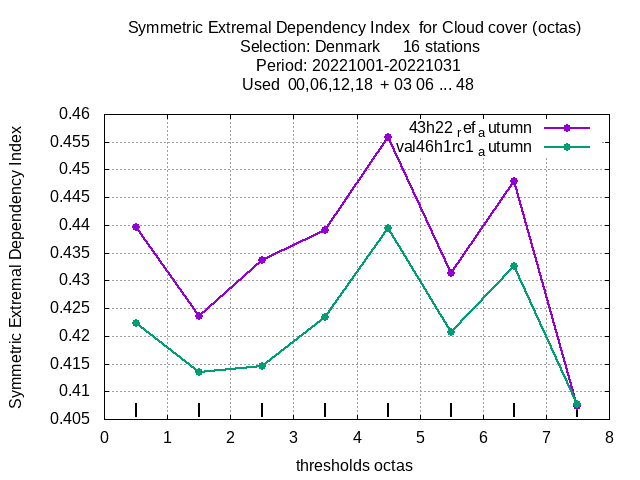 Symmetric Extremal Dependency Index  for Cloud cover (octas)
Selection: Denmark     16 stations
Period: 20221001-20221031
Used  00,06,12,18  + 03 06 ... 48
Symmetric Extremal Dependency Index
0.46
0.455
0.45
0.445
0.44
0.435
0.43
0.425
0.42
0.415
0.41
0.405
43h22 ref autumn
val46h1rc1 autumn
0 1 2 3 4 5 6 7 8
thresholds octas